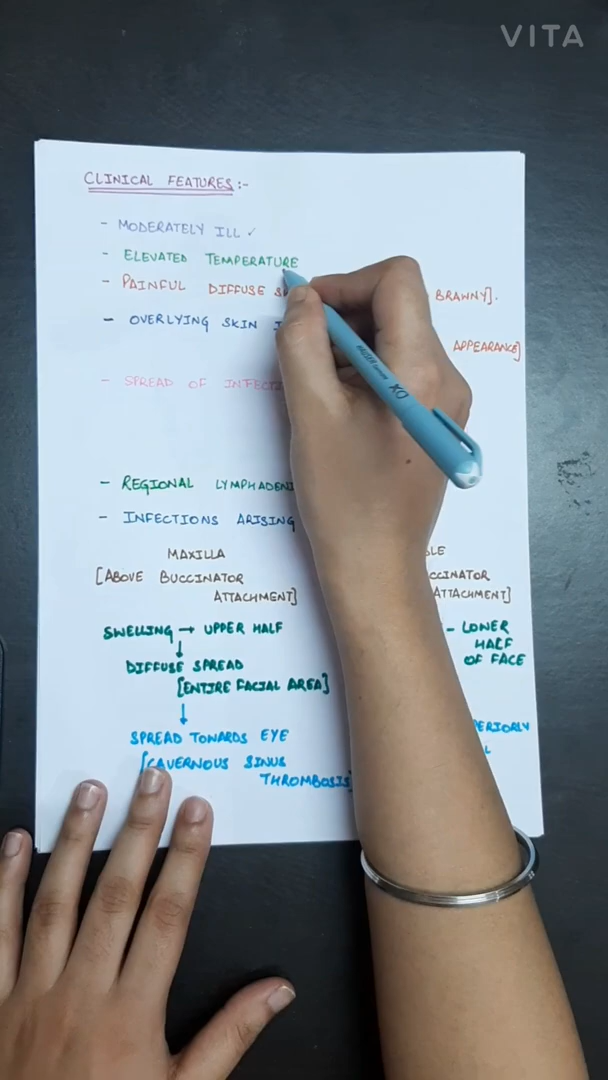 VITA
CLINICAL FEATURES :-
- MODERATELY ILL ✓
- ELEVATED TEMPERATURE
- PAINFUL DIFFUSE BRAWNY].
- OVERLYING SKIN
APPEARANCE]
- SPREAD OF
- REGIONAL
- INFECTIONS ARISING
MAXILLA
[ABOVE BUCCINATOR
ATTACHMENT] ATTACHMENT]
SWELLING → UPPER HALF - LOWER
HALF
DIFFUSE SPREAD OF FACE
[ENTIRE FACIAL AREA]
SPREAD TOWARDS EYE
[CAVERNOUS SINUS
THROMBOSIS]
KO